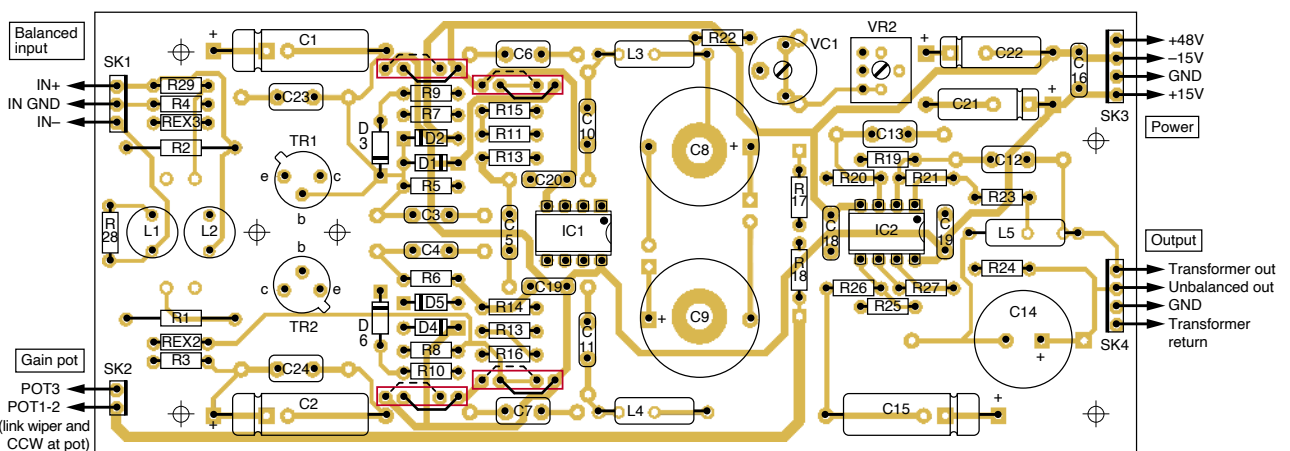 Balanced
input
SK1
IN+
IN GND
IN–
R29
R4
REX3
R2
R
28
L1
L2
+
C1
C23
TR1
e
c
b
D
3
R9
R7
D2
D1
R5
C3
C6
R15
R11
R13
C20
C
5
C
10
L3
R22
VC1
VR2
C8
+
IC1
+
C22
C21
+
C
16
+48V
–15V
GND
+15V
SK3
Power
C13
R19
R20
R21
C12
R23
R
17
C
18
IC2
C
19
L5
R
18
R24
R26
R27
R25
C14
+
Output
Transformer out
Unbalanced out
GND
Transformer
return
SK4
b
c
e
TR2
C4
R6
D5
D4
R8
R10
D
6
C19
R14
R13
R16
C
11
C9
+
R1
REX2
R3
C24
Gain pot
SK2
POT3
POT1-2
(link wiper and
CCW at pot)
+
C2
C7
L4
C15
+